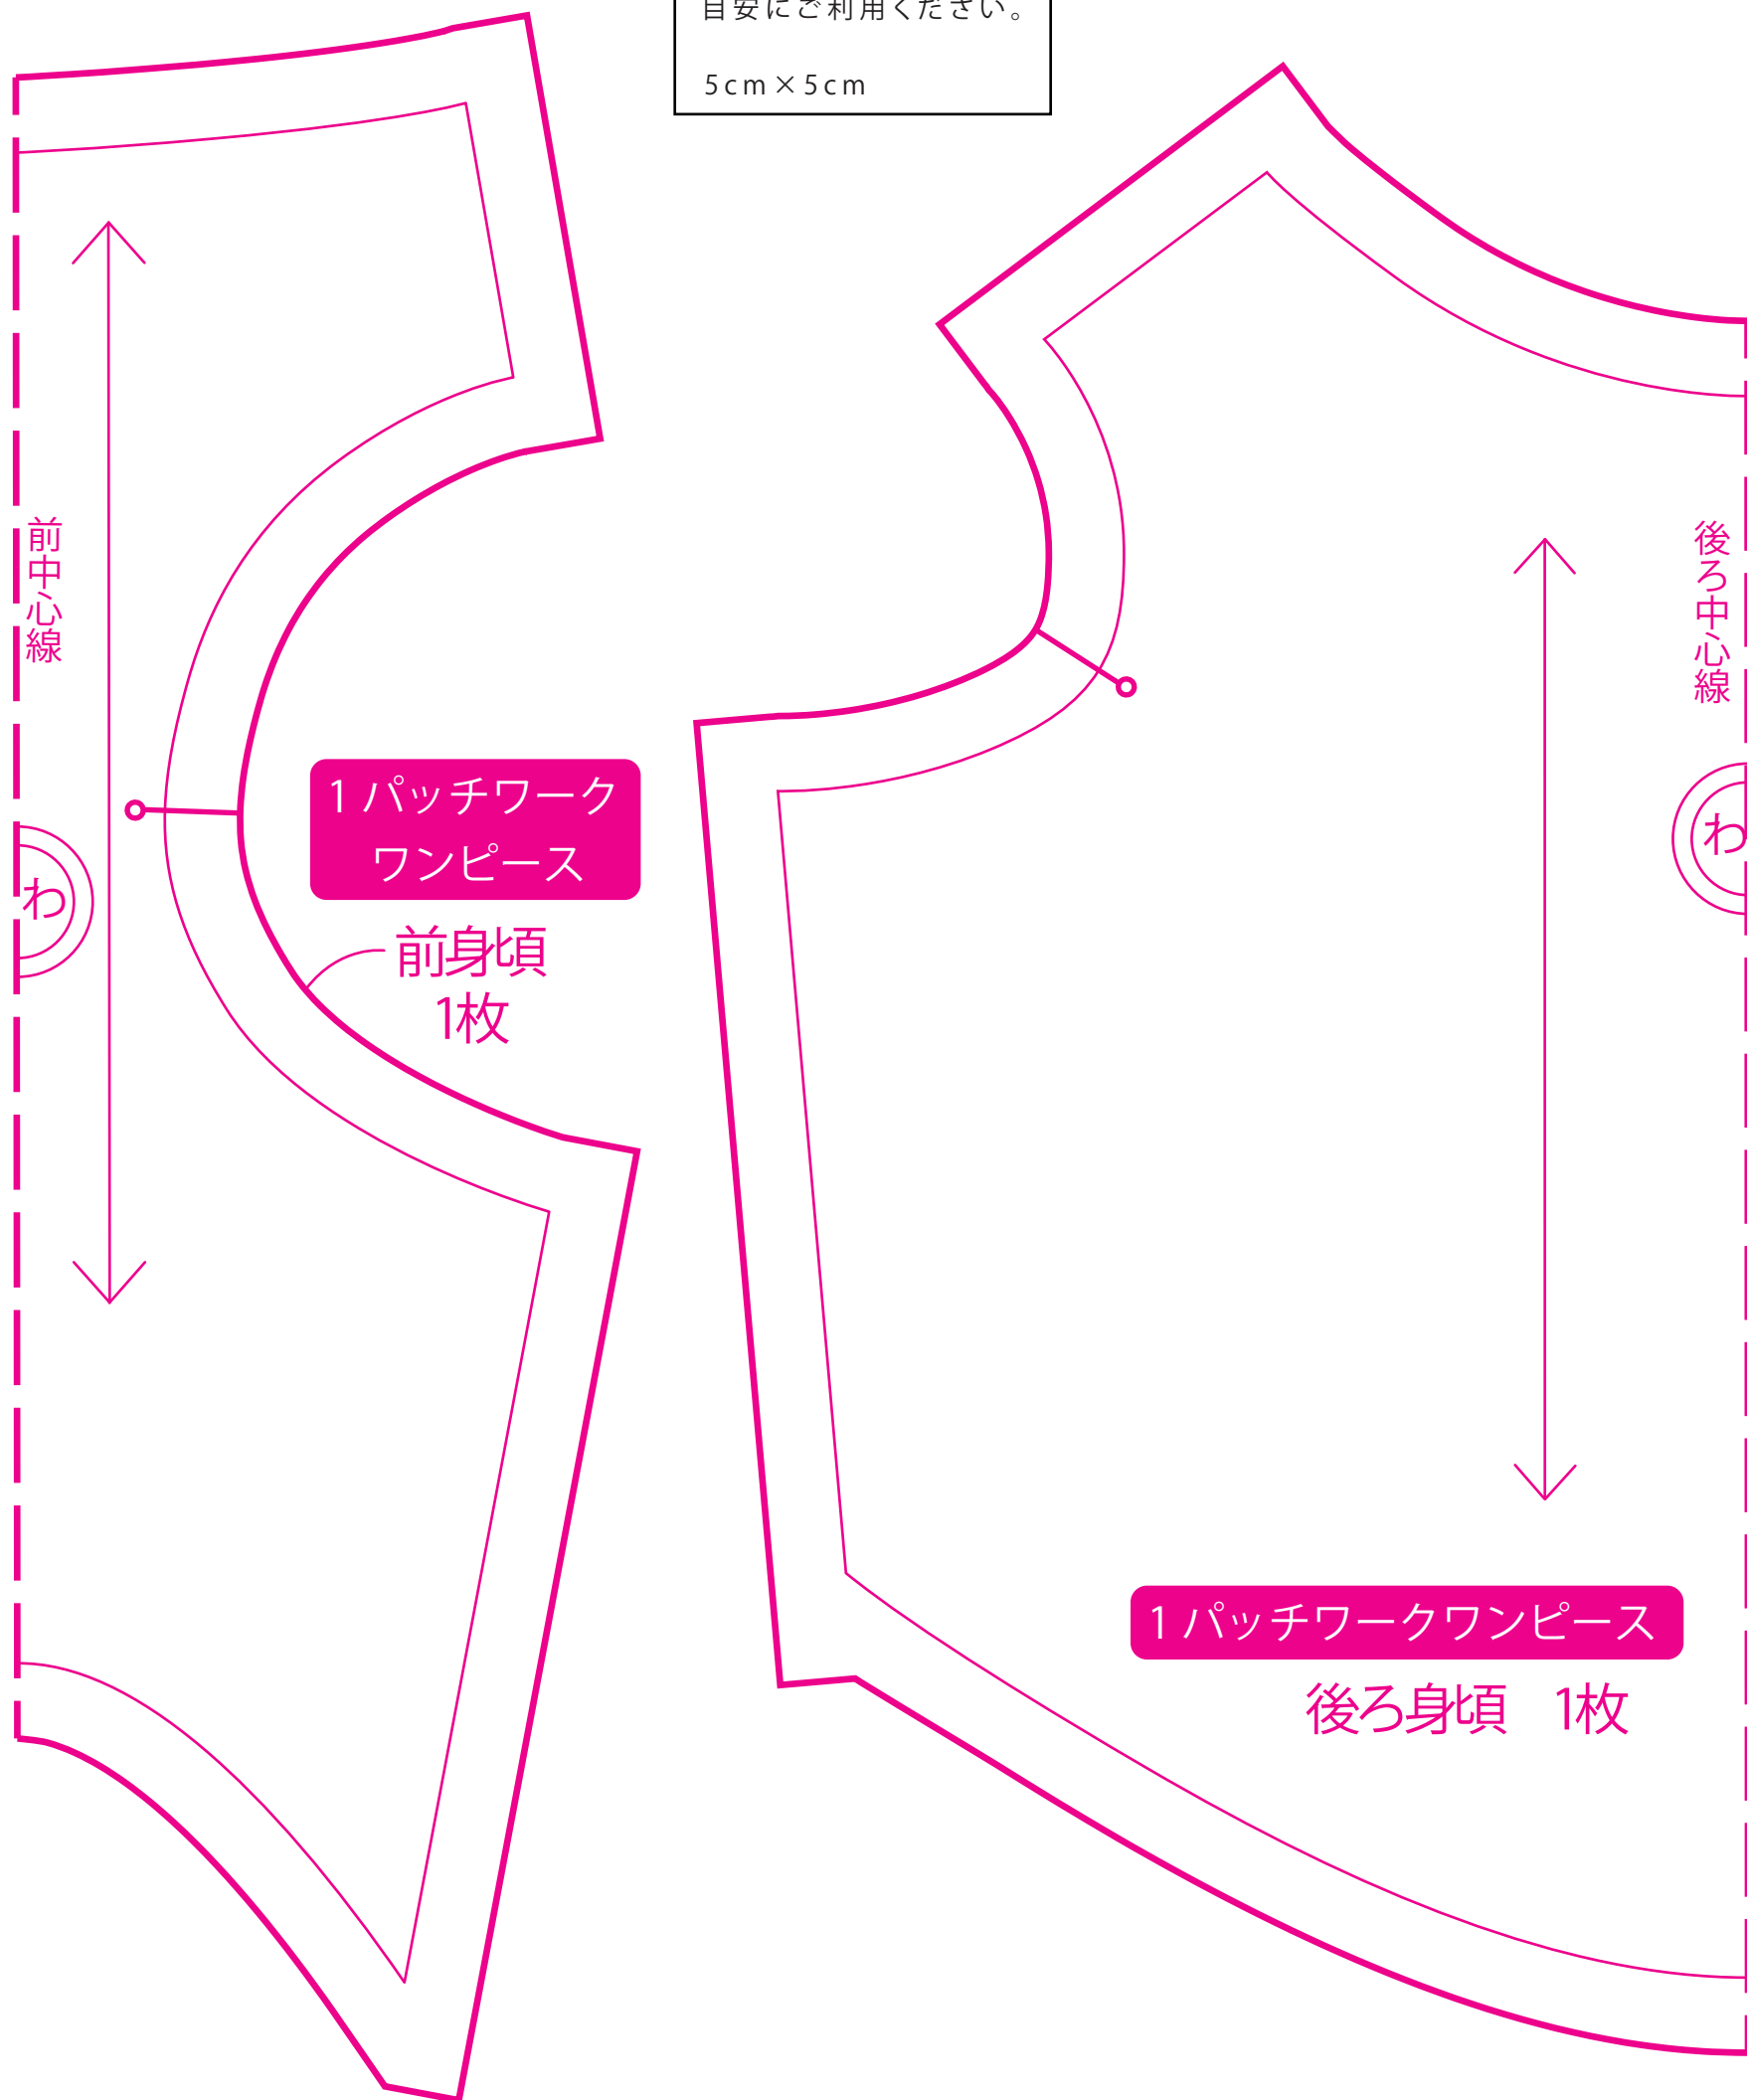 目安にご利用ください。
5cm×5cm
前中心線
わ
1 パッチワーク
ワンピース
前身頃
1枚
後ろ中心線
わ
1 パッチワークワンピース
後ろ身頃　1枚